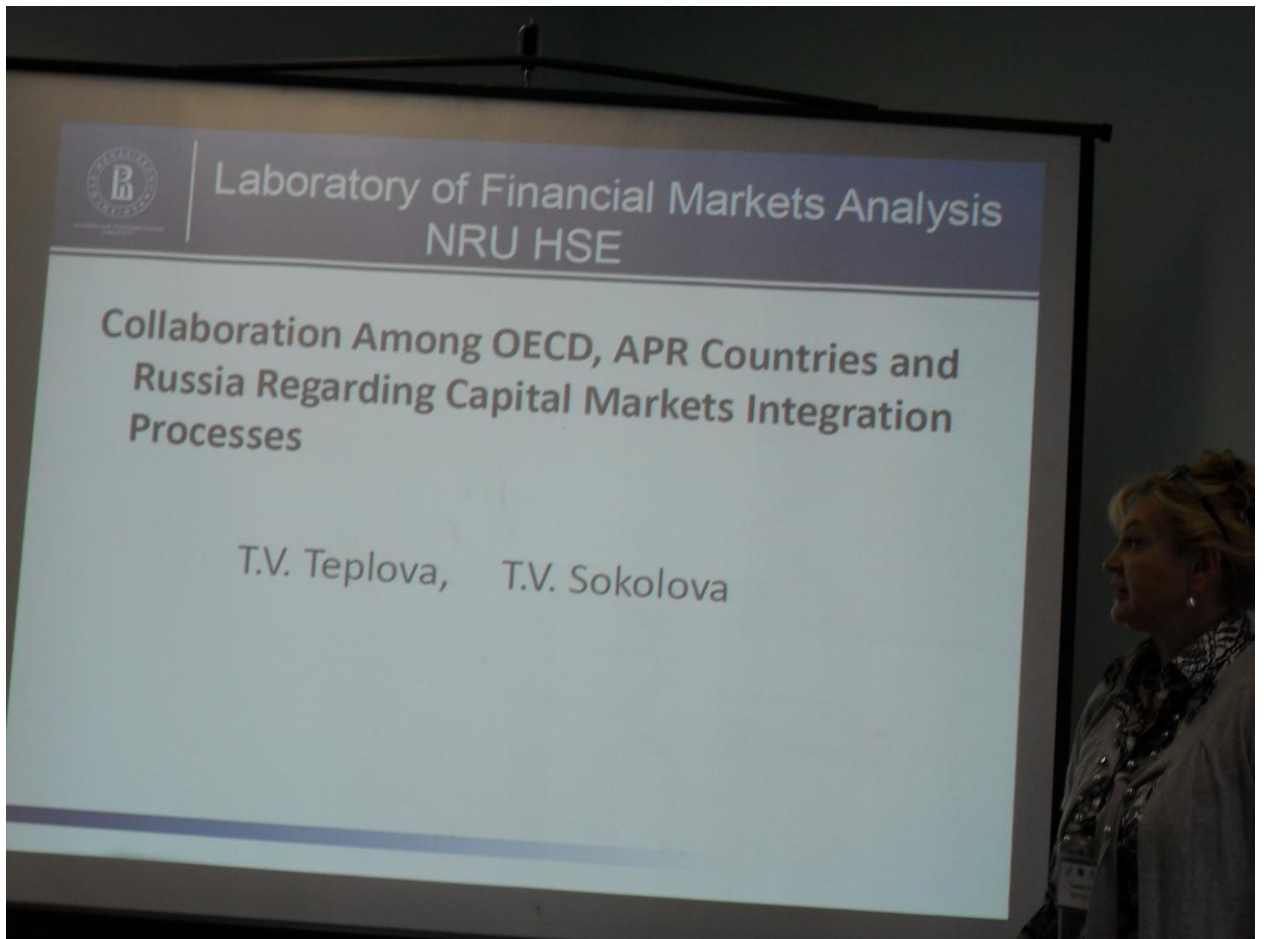 Laboratory of Financial Markets Analysis
NRU HSE
Collaboration Among OECD, APR Countries and
Russia Regarding Capital Markets Integration
Processes
T.V. Teplova, T.V. Sokolova